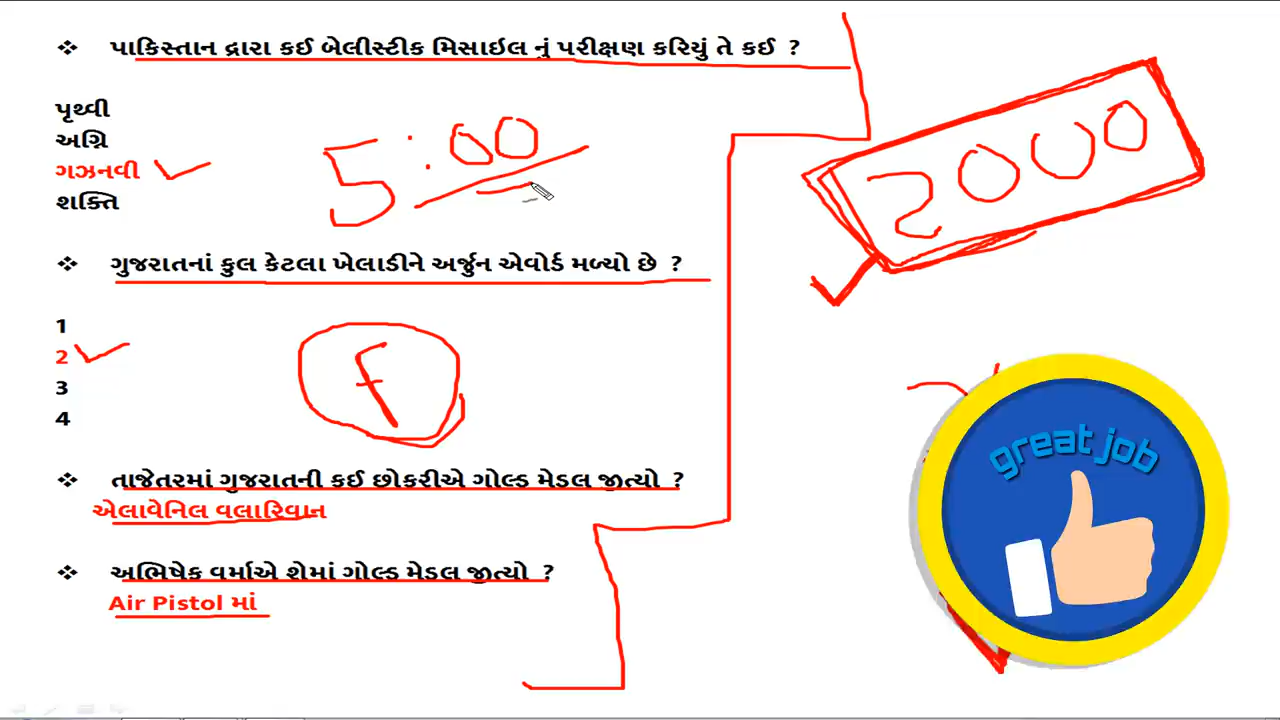 ❖ પાકિસ્તાન દ્રારા કઈ બેલીસ્ટીક મિસાઇલ નું પરીક્ષણ કરિયું તે કઈ ?
પૃથ્વી
અગ્નિ
ગઝનવી
શક્તિ
5:00
2000
❖ ગુજરાતનાં કુલ કેટલા ખેલાડીને અર્જુન એવોર્ડ મળ્યો છે ?
1
2
3
4
f
❖ તાજેતરમાં ગુજરાતની કઈ છોકરીએ ગોલ્ડ મેડલ જીત્યો ?
એલાવેનિલ વલારિવાન
❖ અભિષેક વર્માએ શેમાં ગોલ્ડ મેડલ જીત્યો ?
Air Pistol માં
great job